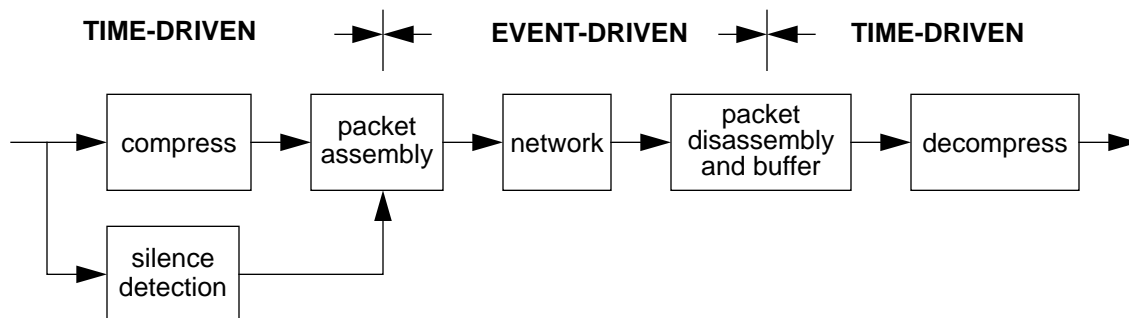 TIME-DRIVEN
EVENT-DRIVEN
TIME-DRIVEN
compress
packet
assembly
network
packet
disassembly
and buffer
decompress
silence
detection